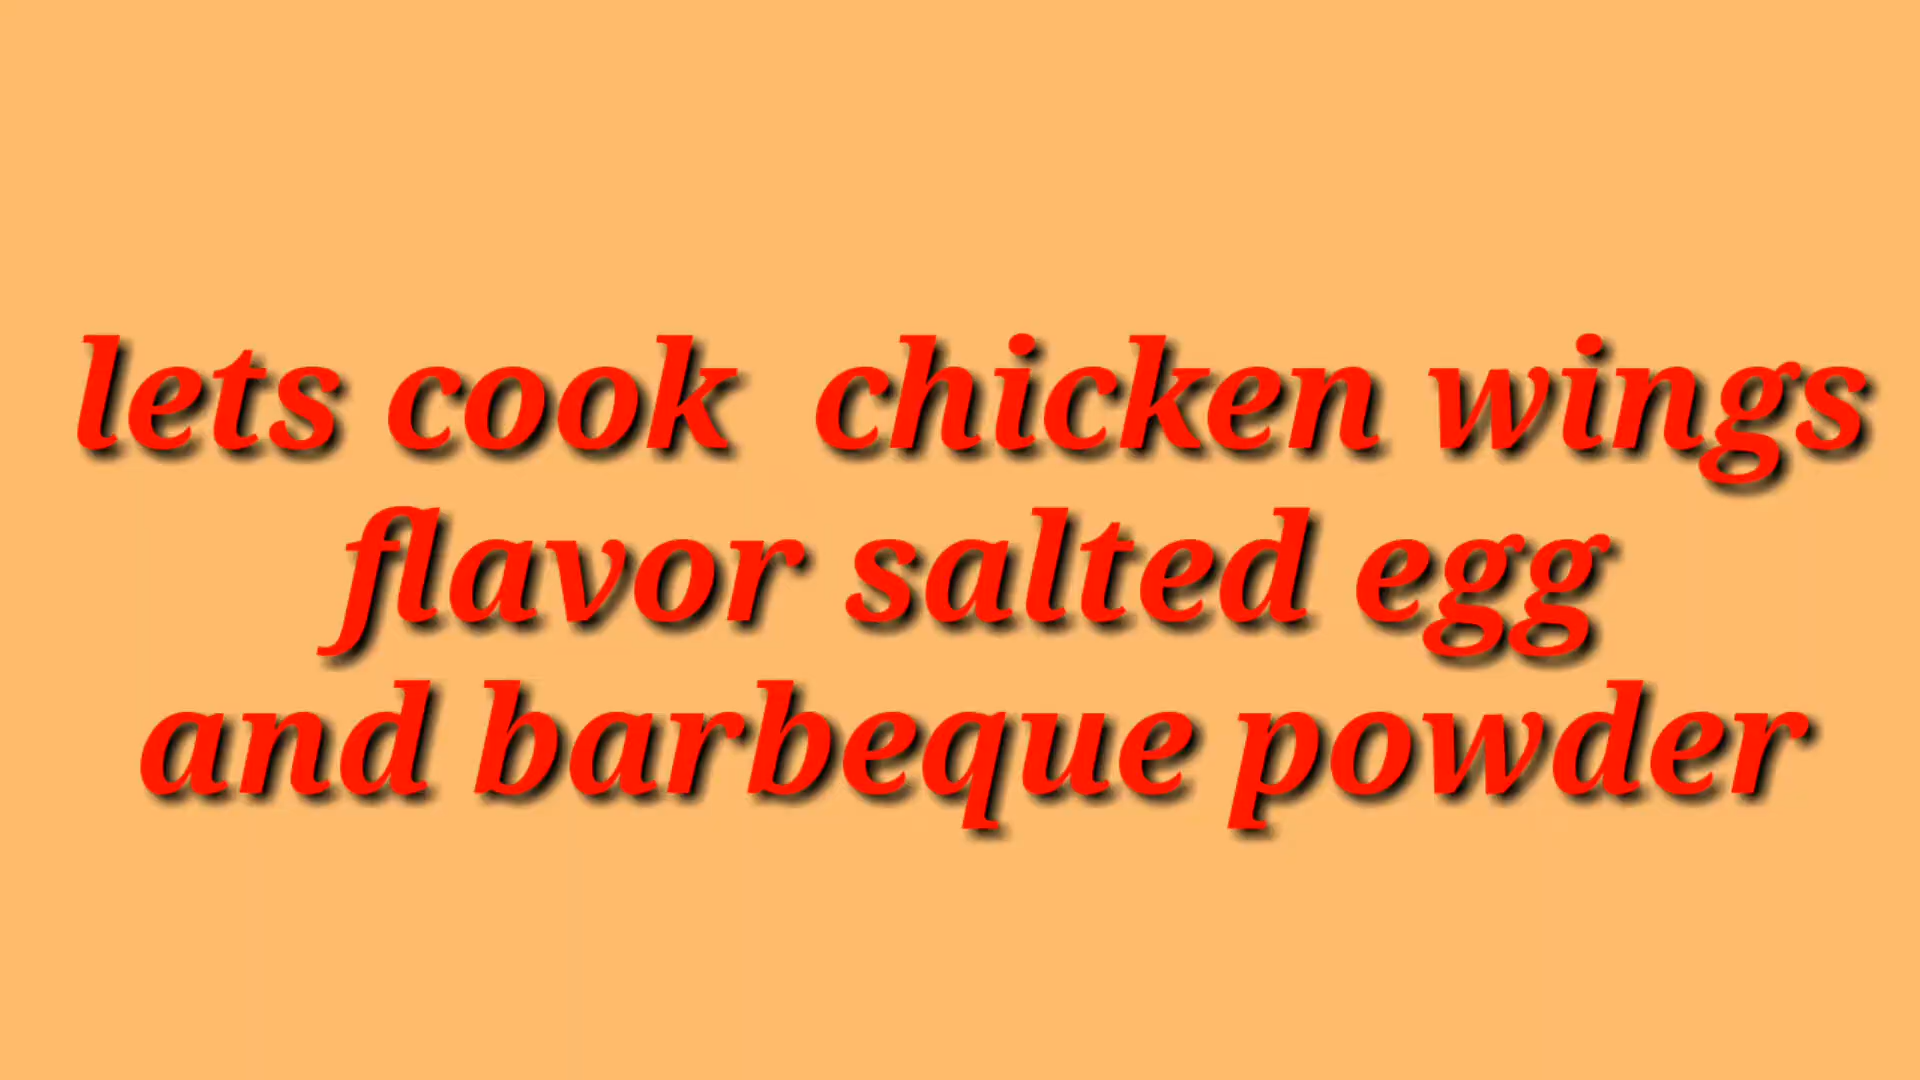 lets cook  chicken wings
flavor salted egg
and barbeque powder